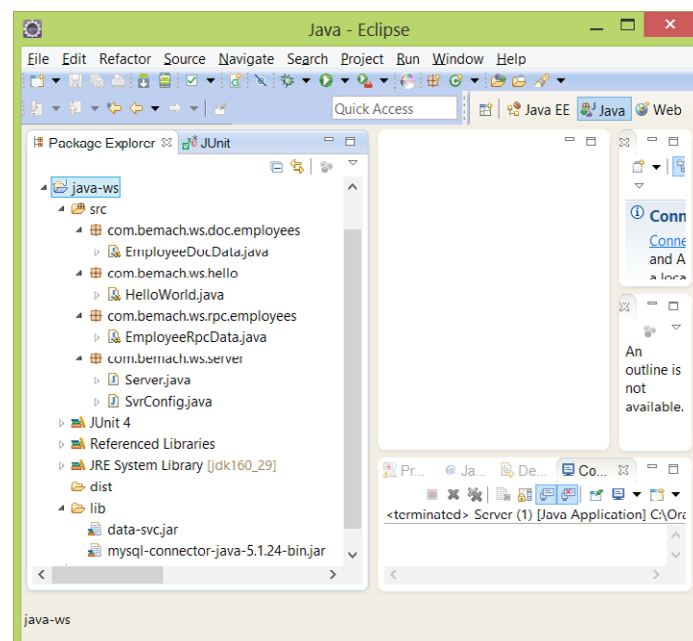 Java - Eclipse
File Edit Refactor Source Navigate Search Project Run Window Help
Quick Access
Java EE
Java
Web
Package Explorer
JUnit
java-ws
src
com.bemach.ws.doc.employees
EmployeeDocData.java
com.bemach.ws.hello
HelloWorld.java
com.bemach.ws.rpc.employees
EmployeeRpcData.java
com.bemach.ws.server
Server.java
SvrConfig.java
JUnit 4
Referenced Libraries
JRE System Library [jdk160_29]
dist
lib
data-svc.jar
mysql-connector-java-5.1.24-bin.jar
Conn
Conne
and A
a loca
An
outline is
not
available.
Pr...
@ Ja...
De...
Co...
<terminated> Server (1) [Java Application] C:\Ora
java-ws